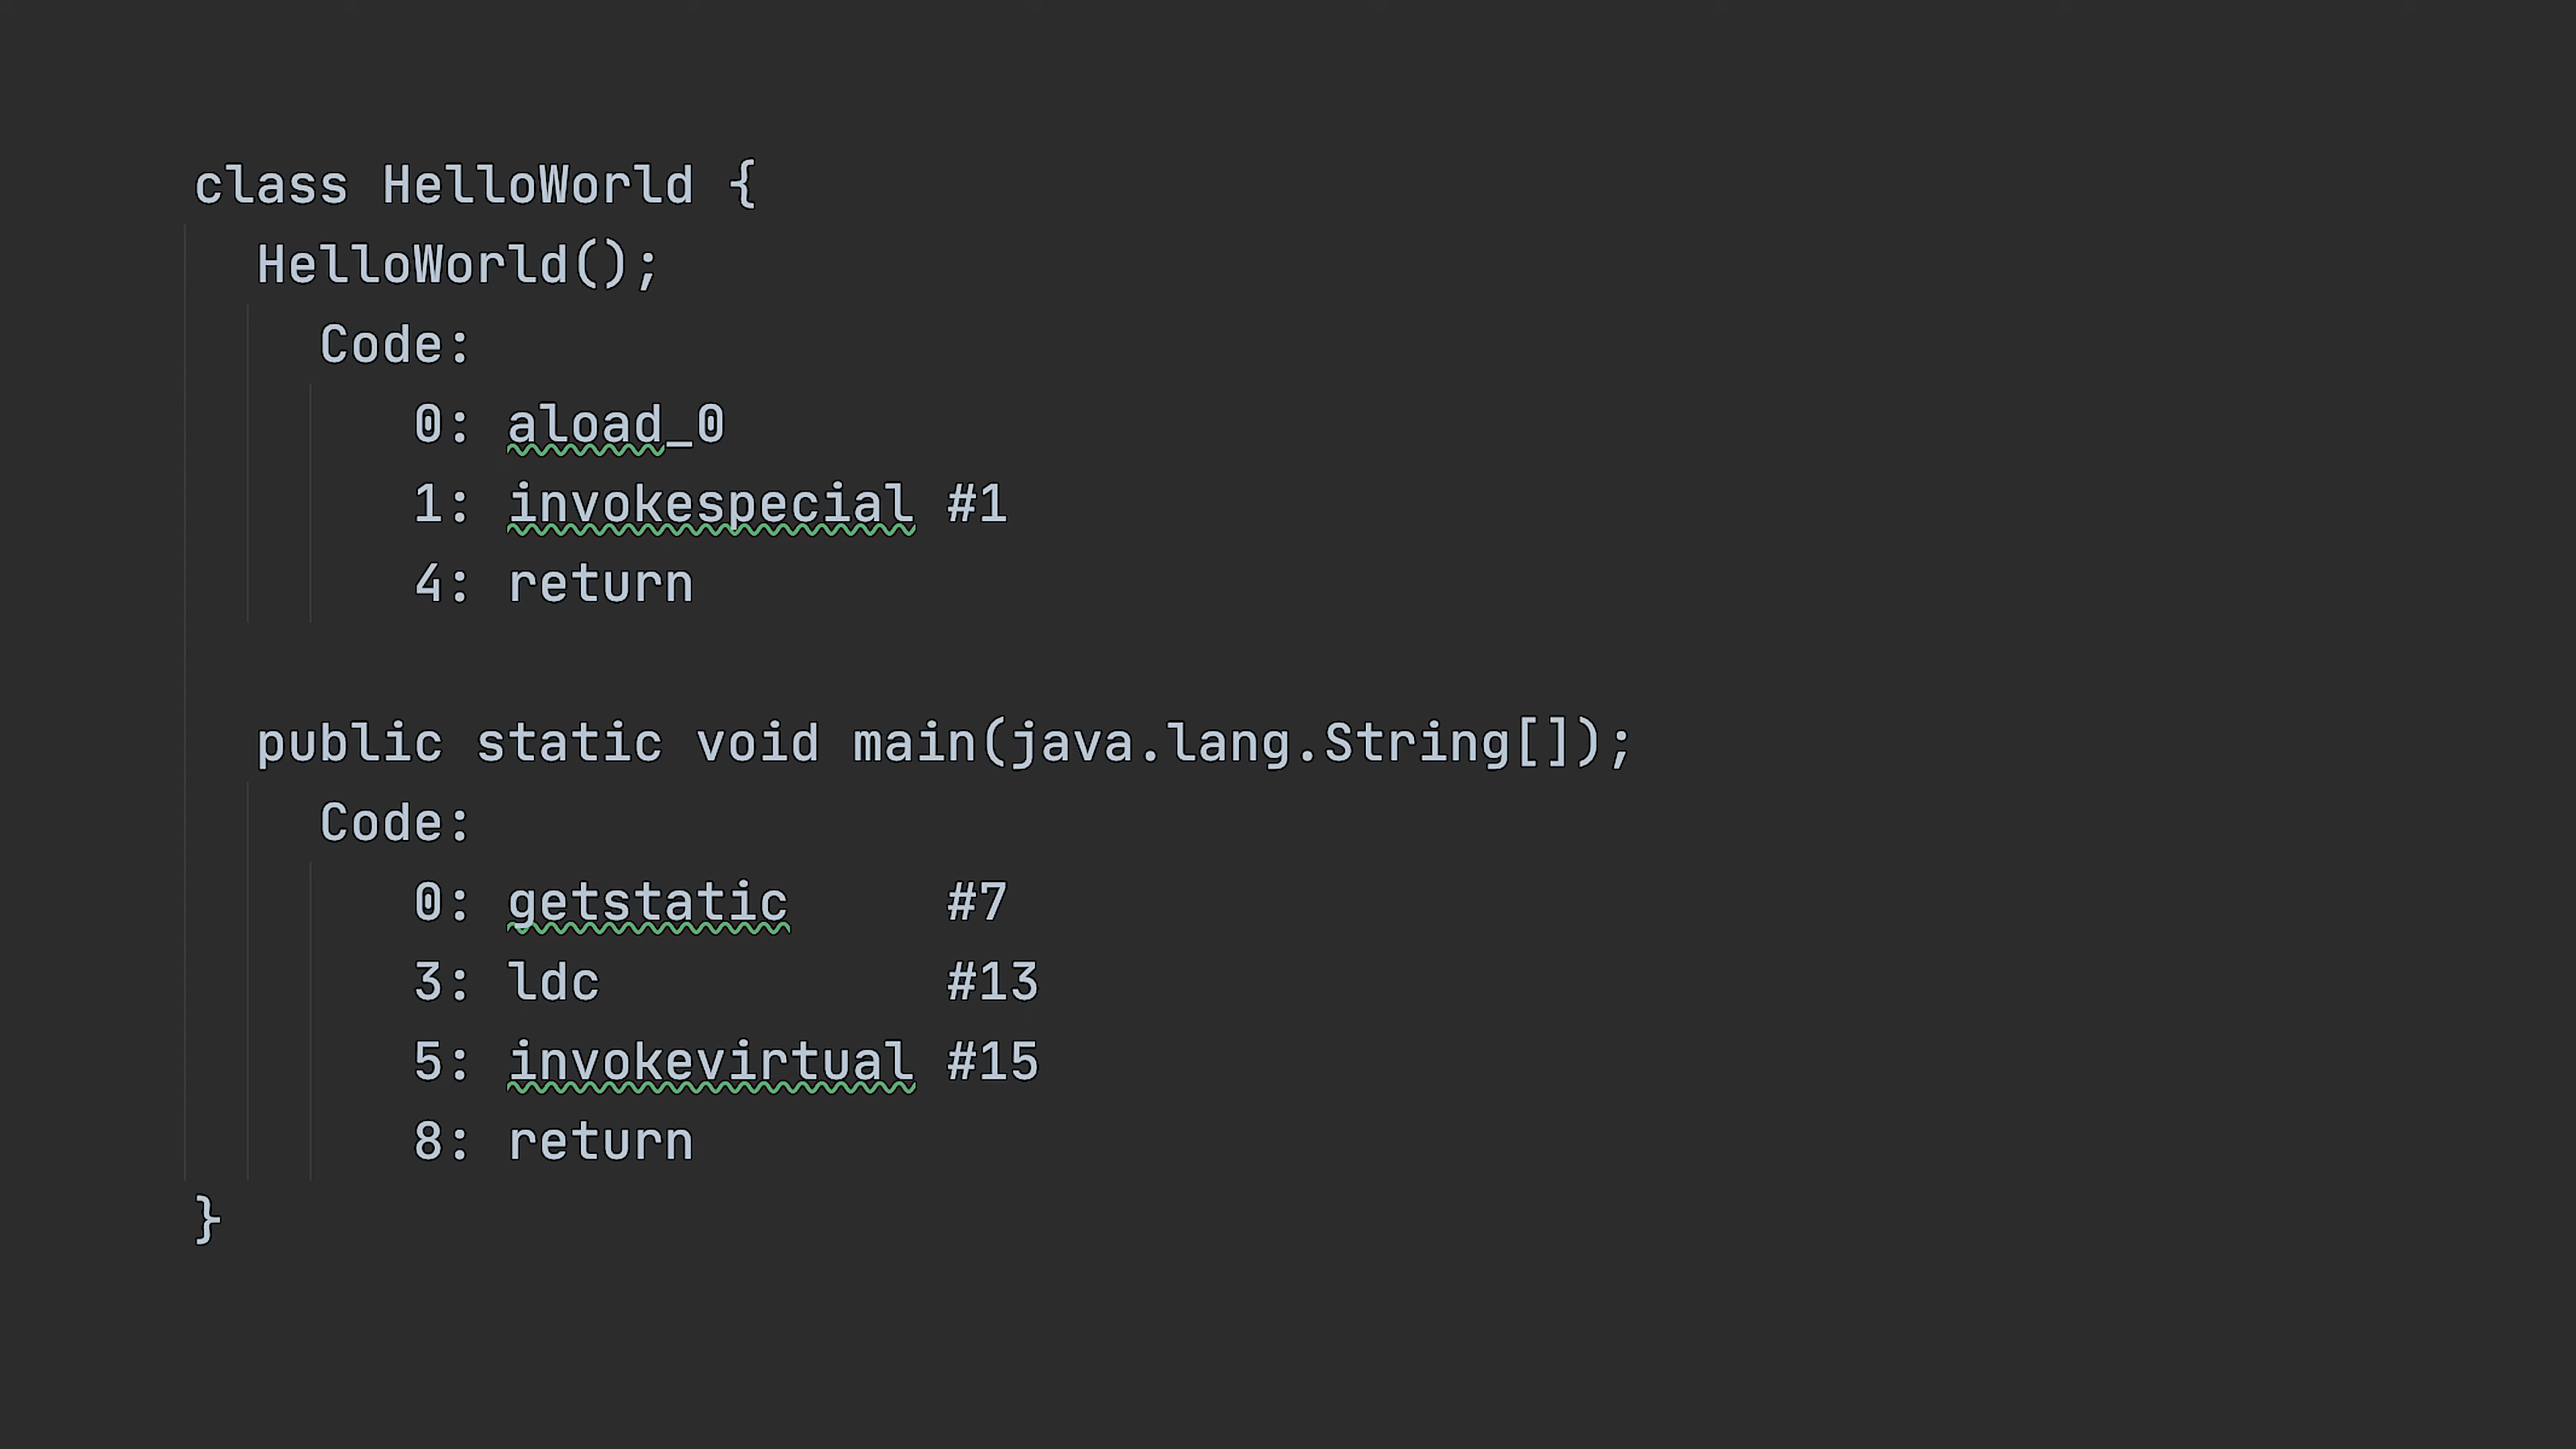 class HelloWorld {
  HelloWorld();
    Code:
       0: aload_0
       1: invokespecial #1
       4: return

  public static void main(java.lang.String[]);
    Code:
       0: getstatic     #7
       3: ldc           #13
       5: invokevirtual #15
       8: return
}